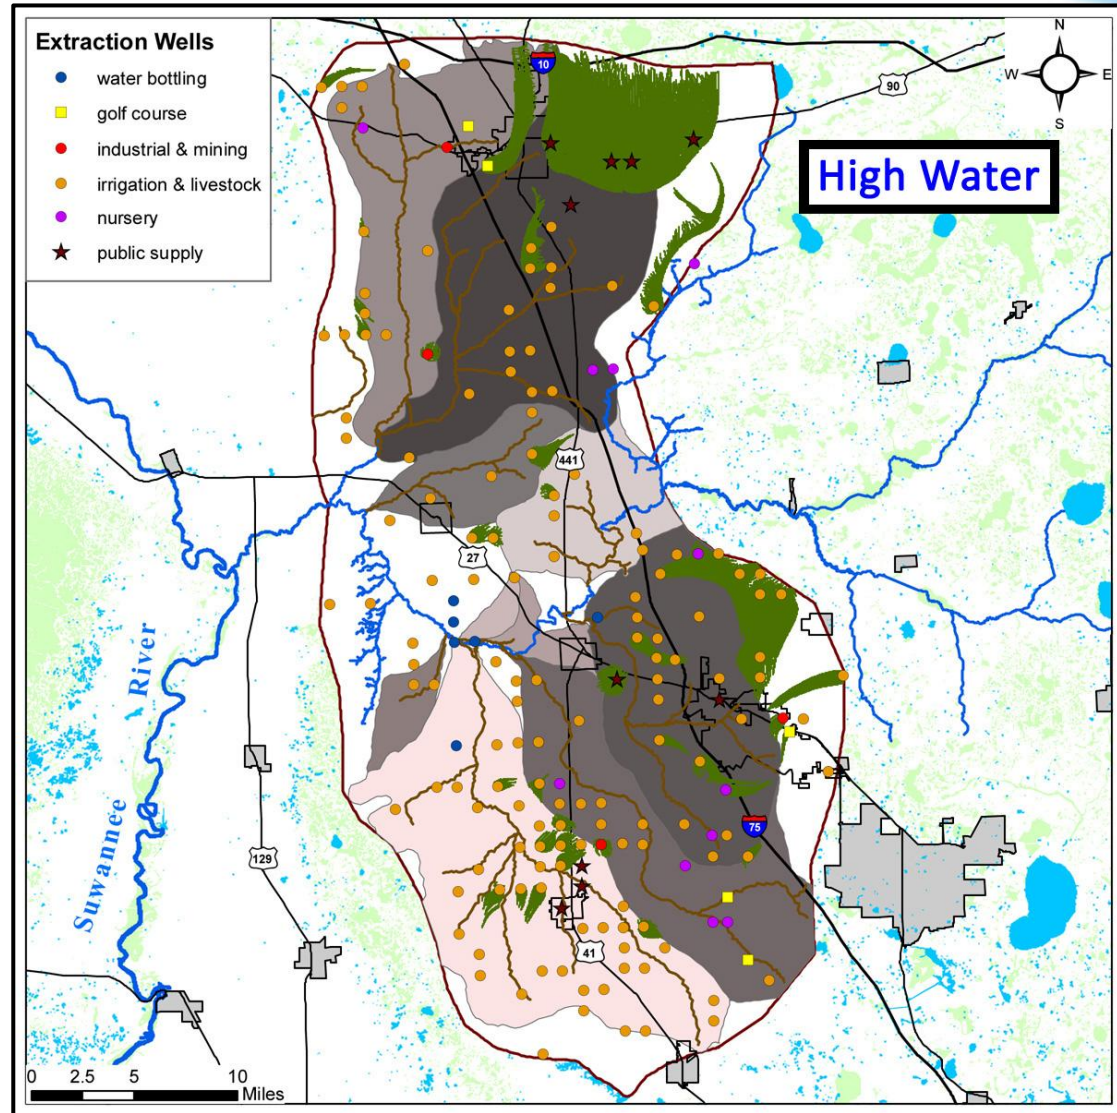 Extraction Wells
water bottling
golf course
industrial & mining
irrigation & livestock
nursery
public supply
10
90
N
W
E
S
High Water
441
27
Suwannee River
129
75
41
0 2.5 5 10
Miles